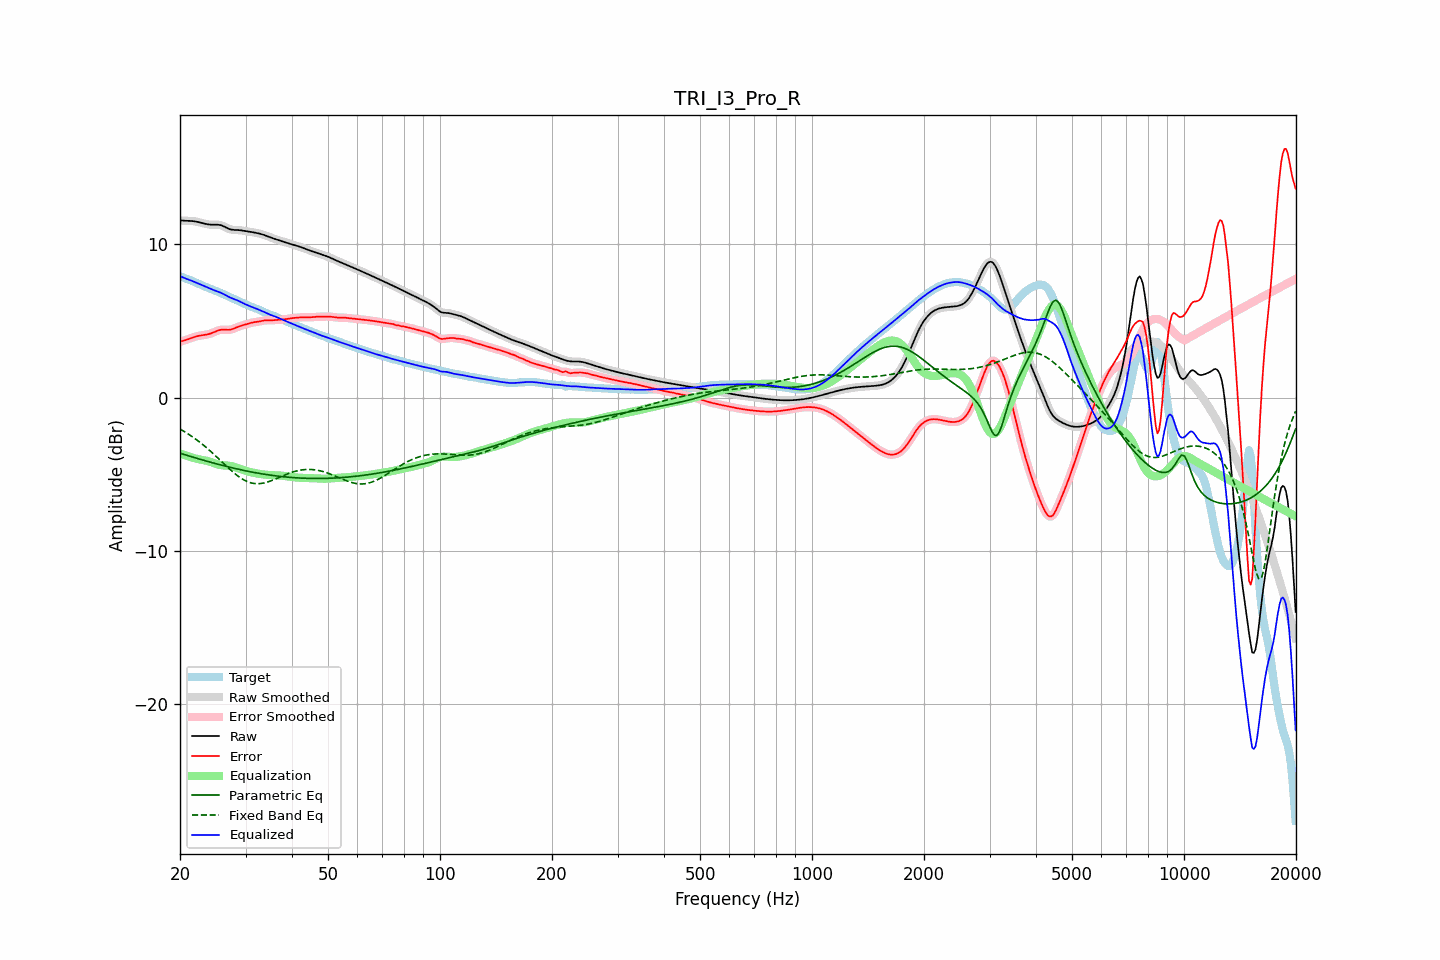 TRI_I3_Pro_R
Amplitude (dBr)
10
0
−10
−20
Target
Raw Smoothed
Error Smoothed
Raw
Error
Equalization
Parametric Eq
Fixed Band Eq
Equalized
20 50 100 200 500 1000 2000 5000 10000 20000
Frequency (Hz)